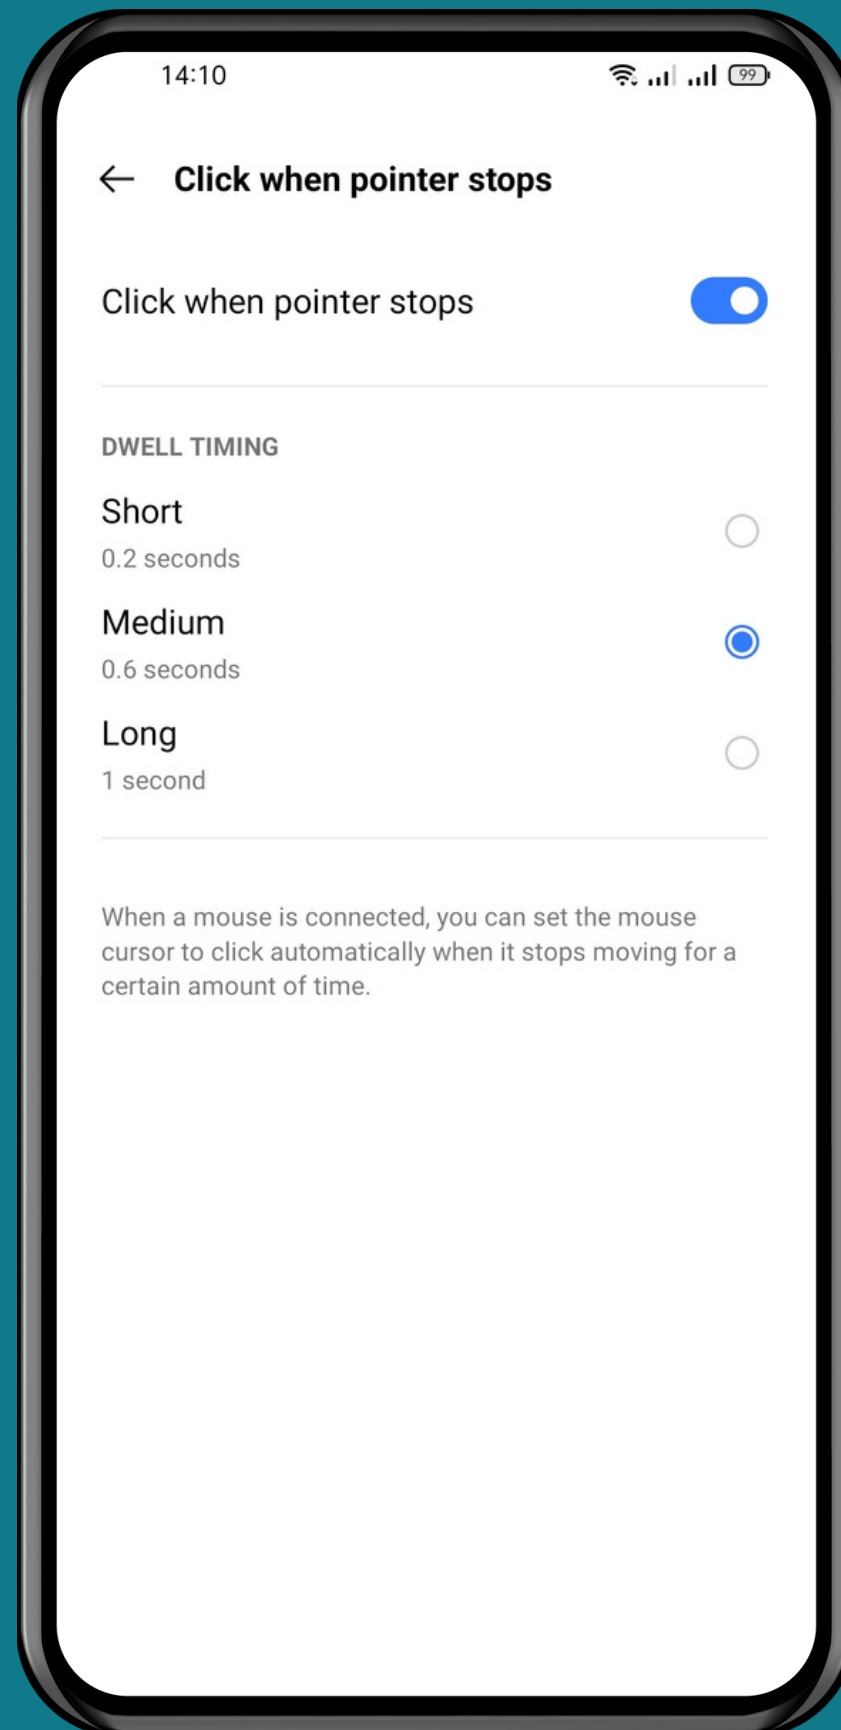 14:10 99
Click when pointer stops
Click when pointer stops
DWELL TIMING
Short
0.2 seconds
Medium
0.6 seconds
Long
1 second
When a mouse is connected, you can set the mouse
cursor to click automatically when it stops moving for a
certain amount of time.